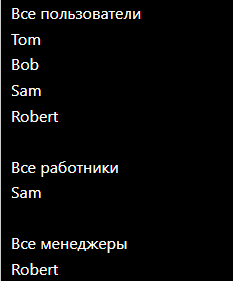 Все пользователи
Tom
Bob
Sam
Robert
Все работники
Sam
Все менеджеры
Robert